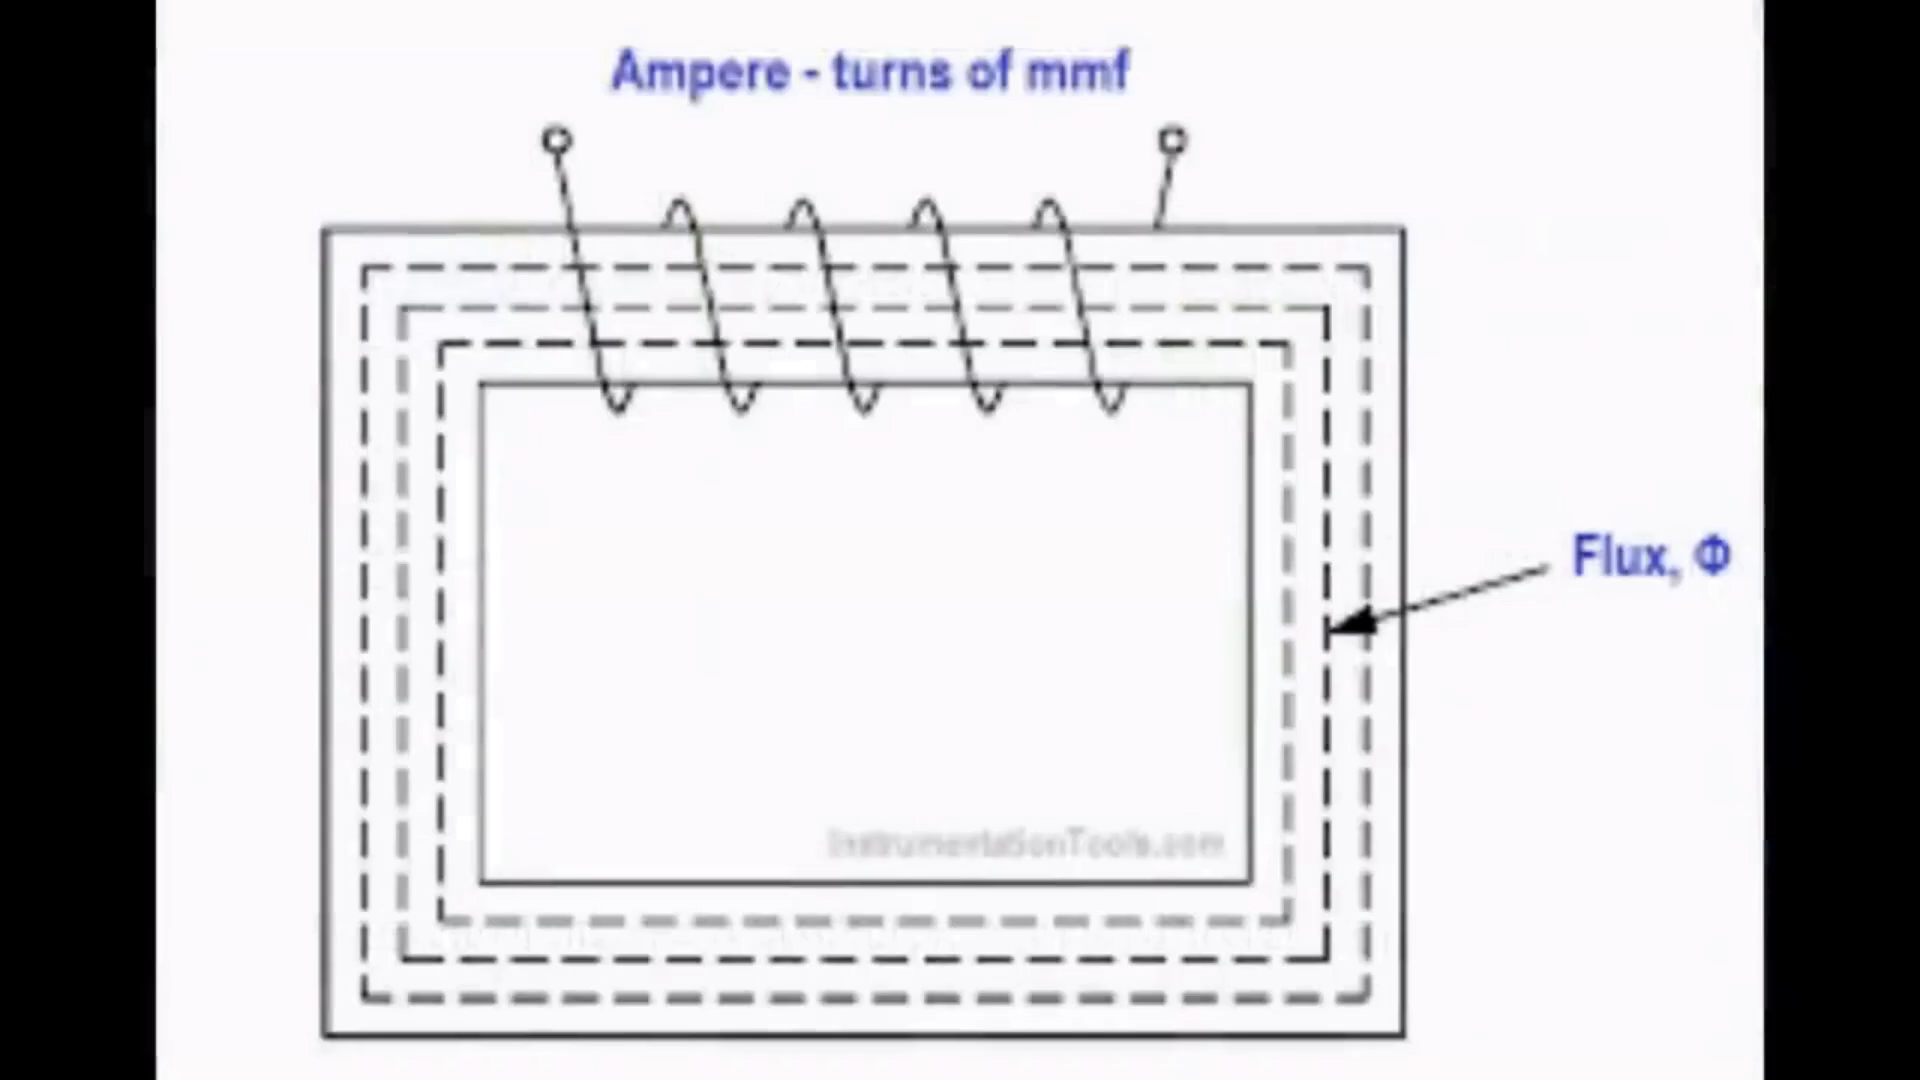 Ampere - turns of mmf
Flux, Φ
InstrumentationTools.com